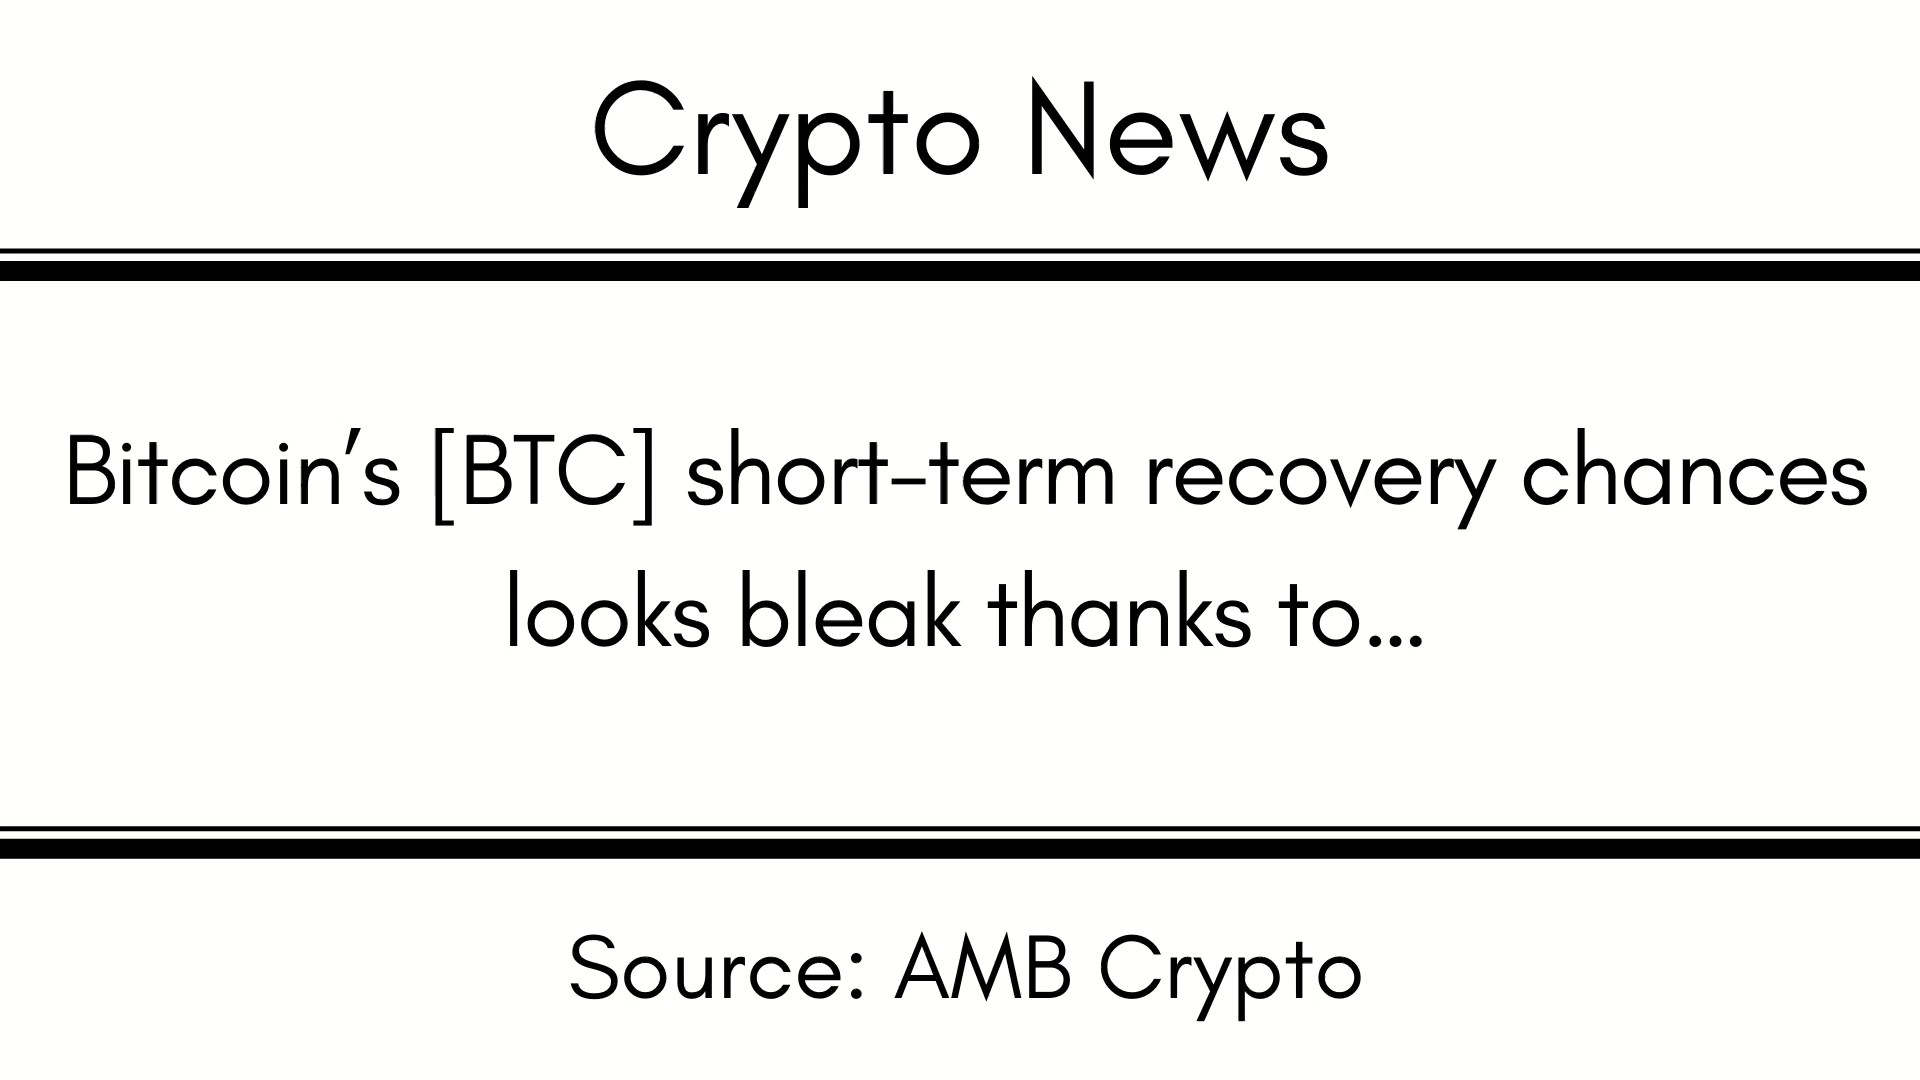 Crypto News
Bitcoin’s [BTC] short-term recovery chances
looks bleak thanks to...
Source: AMB Crypto